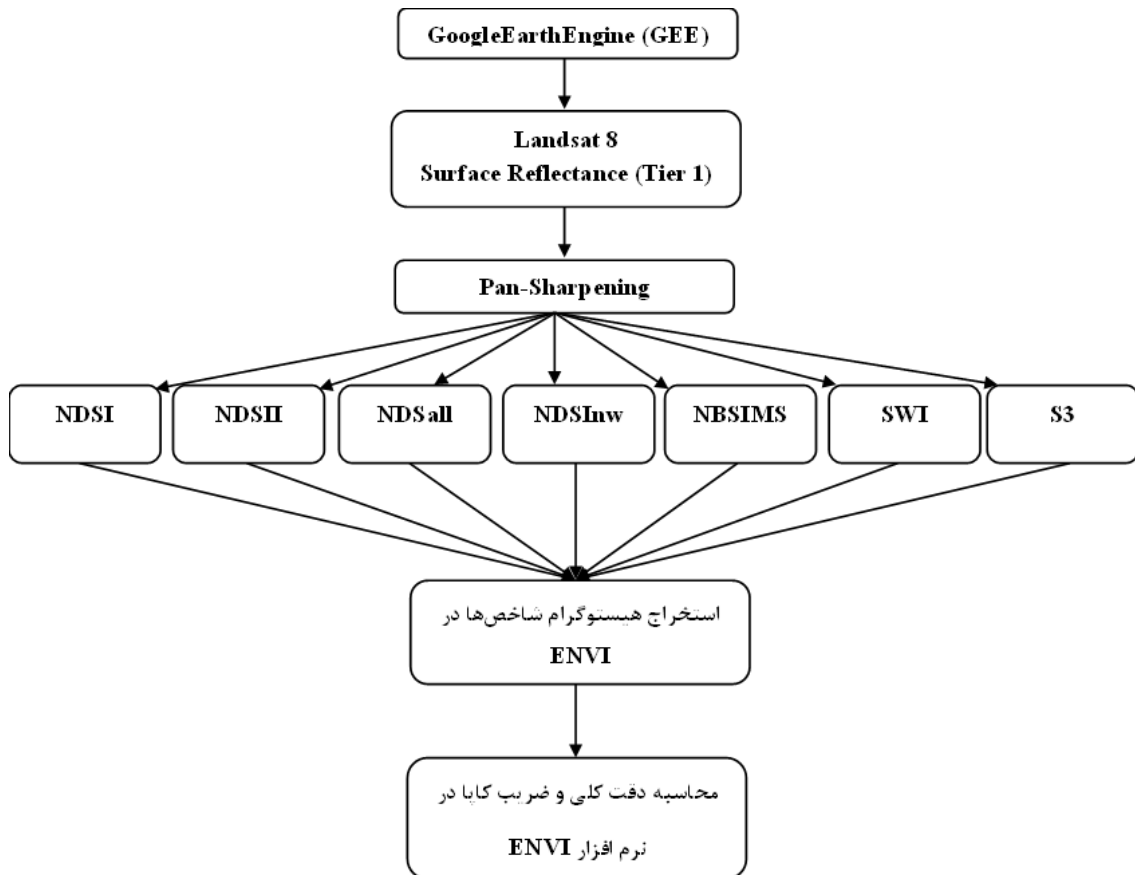 GoogleEarthEngine (GEE)
Landsat 8
Surface Reflectance (Tier 1)
Pan-Sharpening
NDSI
NDSII
NDSall
NDSInw
NBSIMS
SWI
S3
استخراج هیستوگرام شاخص‌ها در
ENVI
محاسبه دقت کلی و ضریب کاپا در
نرم افزار ENVI